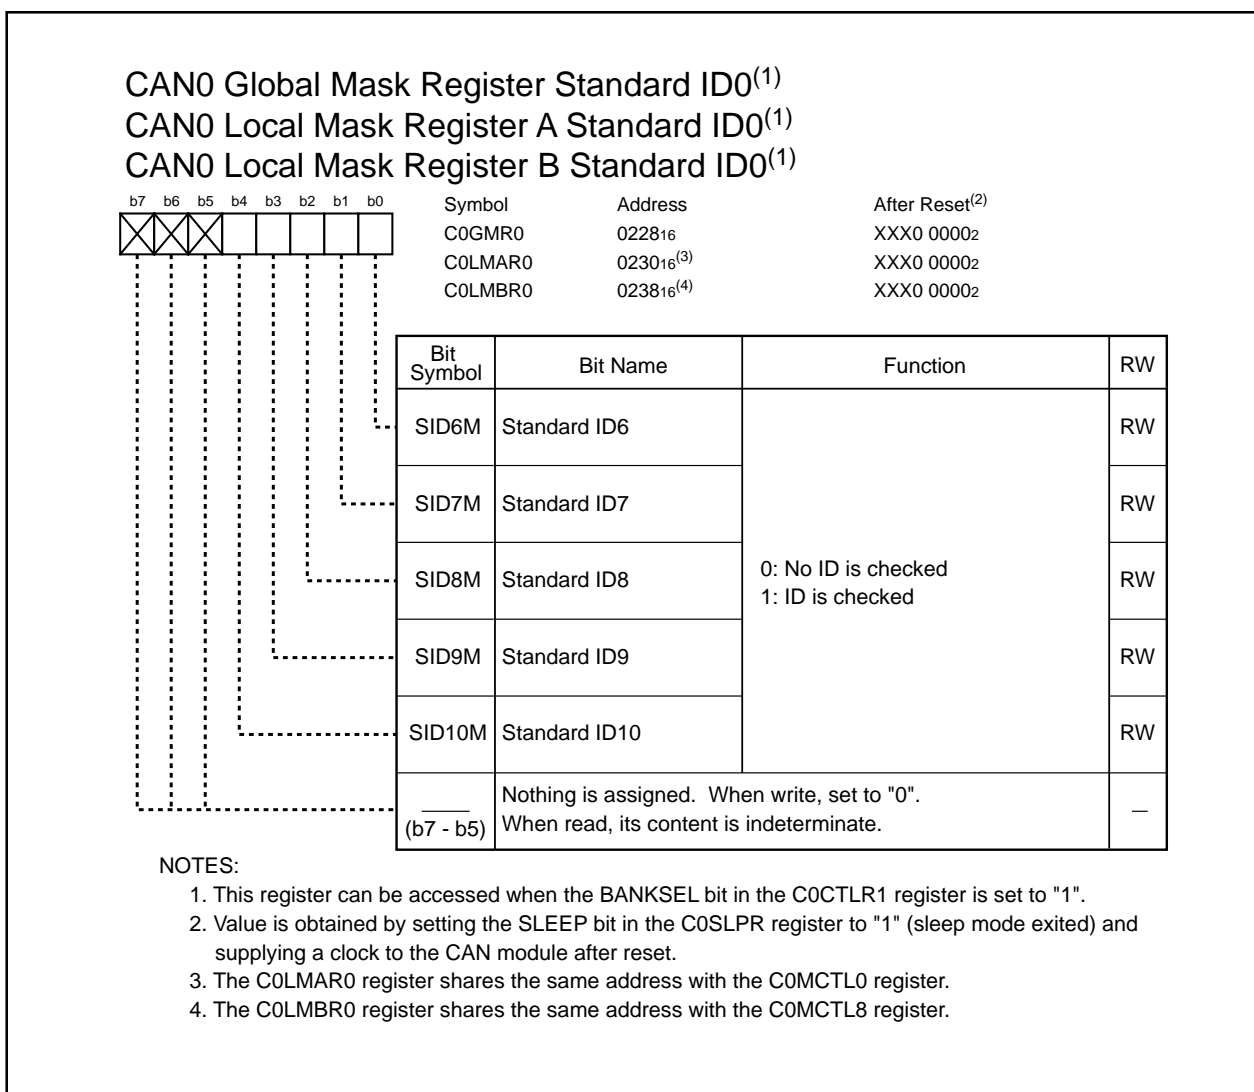 CAN0 Global Mask Register Standard ID0(1)
CAN0 Local Mask Register A Standard ID0(1)
CAN0 Local Mask Register B Standard ID0(1)
b7 b6 b5 b4 b3 b2 b1 b0
Symbol Address After Reset(2)
C0GMR0 022816 XXX0 00002
C0LMAR0 023016(3) XXX0 00002
C0LMBR0 023816(4) XXX0 00002
Bit Symbol Bit Name Function RW
SID6M Standard ID6 RW
SID7M Standard ID7 RW
SID8M Standard ID8 0: No ID is checked RW
1: ID is checked
SID9M Standard ID9 RW
SID10M Standard ID10 RW
Nothing is assigned. When write, set to "0".
(b7 - b5) When read, its content is indeterminate. —
NOTES:
1. This register can be accessed when the BANKSEL bit in the C0CTLR1 register is set to "1".
2. Value is obtained by setting the SLEEP bit in the C0SLPR register to "1" (sleep mode exited) and
supplying a clock to the CAN module after reset.
3. The C0LMAR0 register shares the same address with the C0MCTL0 register.
4. The C0LMBR0 register shares the same address with the C0MCTL8 register.